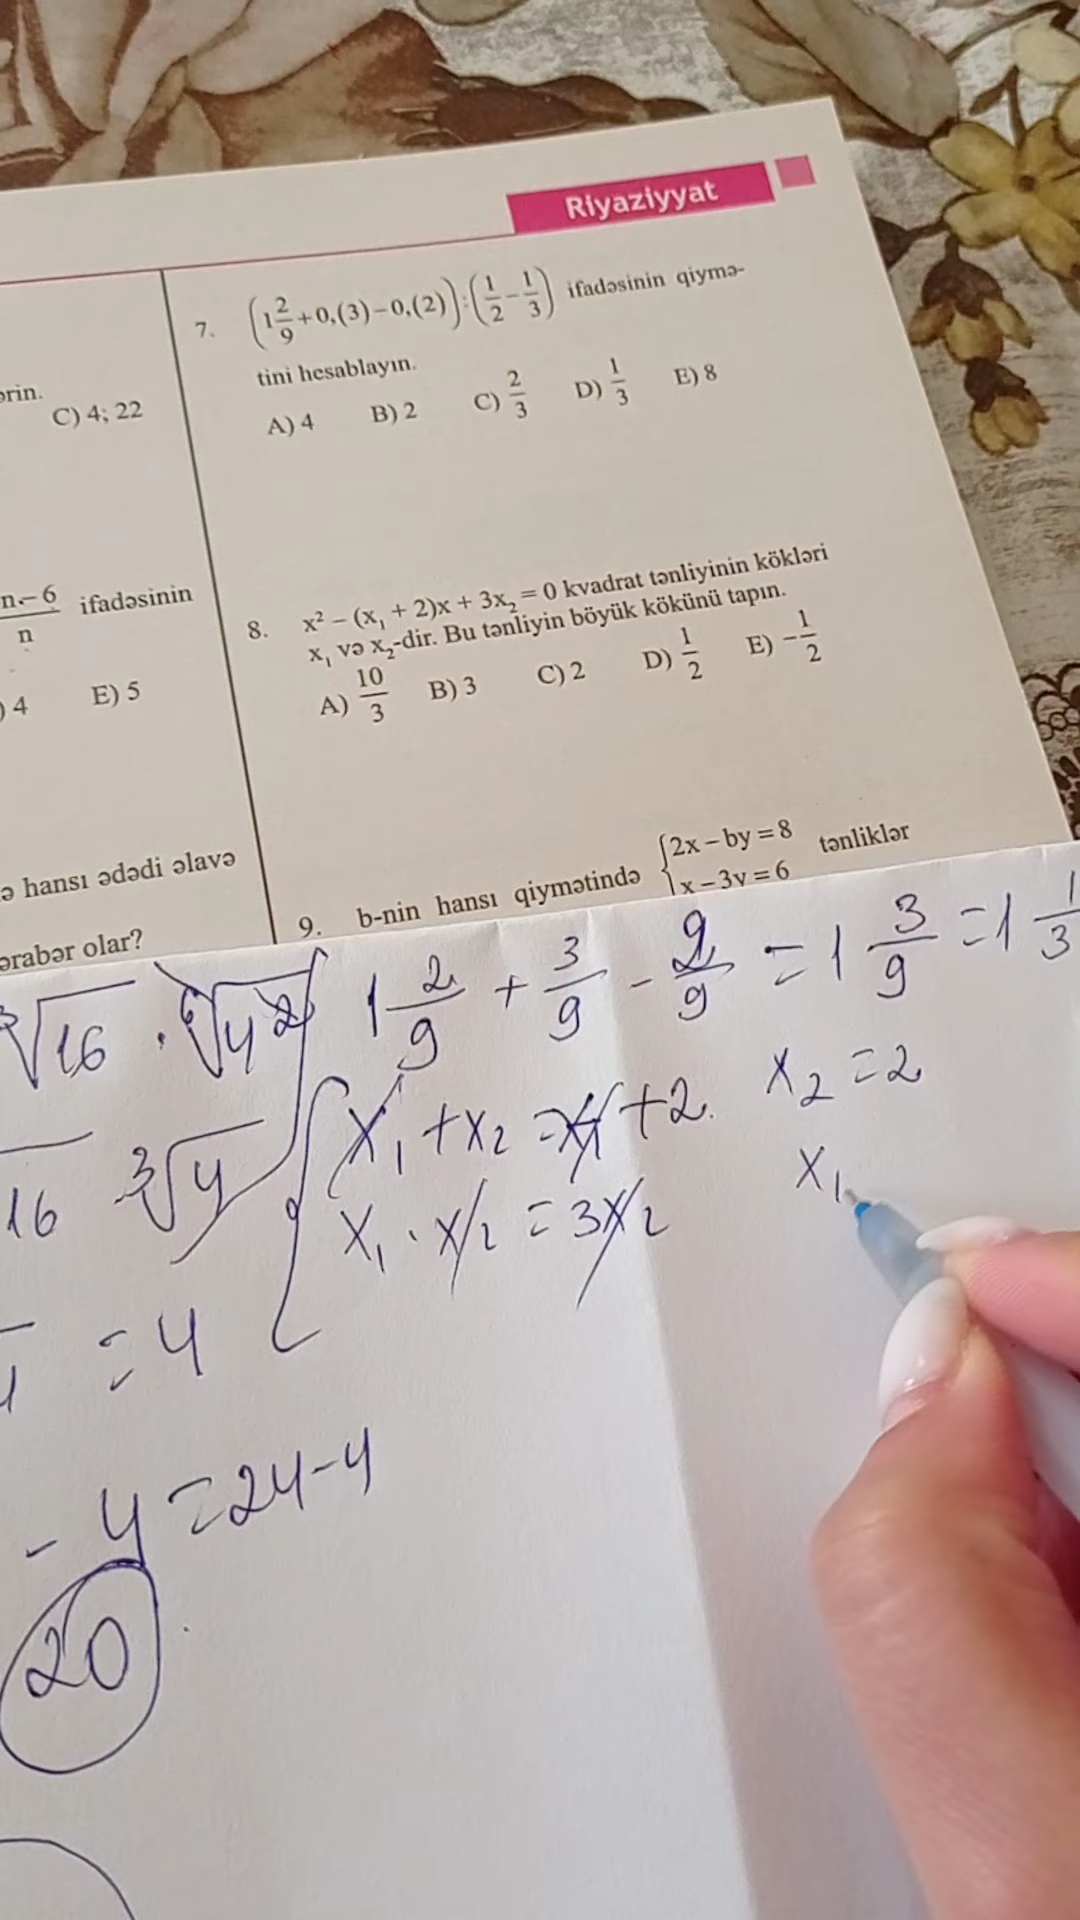 Riyaziyyat
C) 4; 22
n – 6
n
ifadəsinin
4 E) 5
ə hansı ədədi əlavə
ərabər olar?
7. (1 2/9 + 0,(3) – 0,(2)) : (1/2 – 1/3) ifadəsinin qiymə-
tini hesablayın.
A) 4 B) 2 C) 2/3 D) 1/3 E) 8
8. x² – (x₁ + 2)x + 3x₂ = 0 kvadrat tənliyinin kökləri
x₁ və x₂-dir. Bu tənliyin böyük kökünü tapın.
A) 10/3 B) 3 C) 2 D) 1/2 E) –1/2
9. b-nin hansı qiymətində { 2x – by = 8 tənliklər
x – 3y = 6
∛16 · ⁶√4²
1 2/9 + 3/9 - 2/9 = 1 3/9 = 1 1/3
16 ∛4
x₁ + x₂ = x₁ + 2. x₂ = 2
x₁ · x₂ = 3x₂ x₁
= 4
- 4 = 24 - 4
20